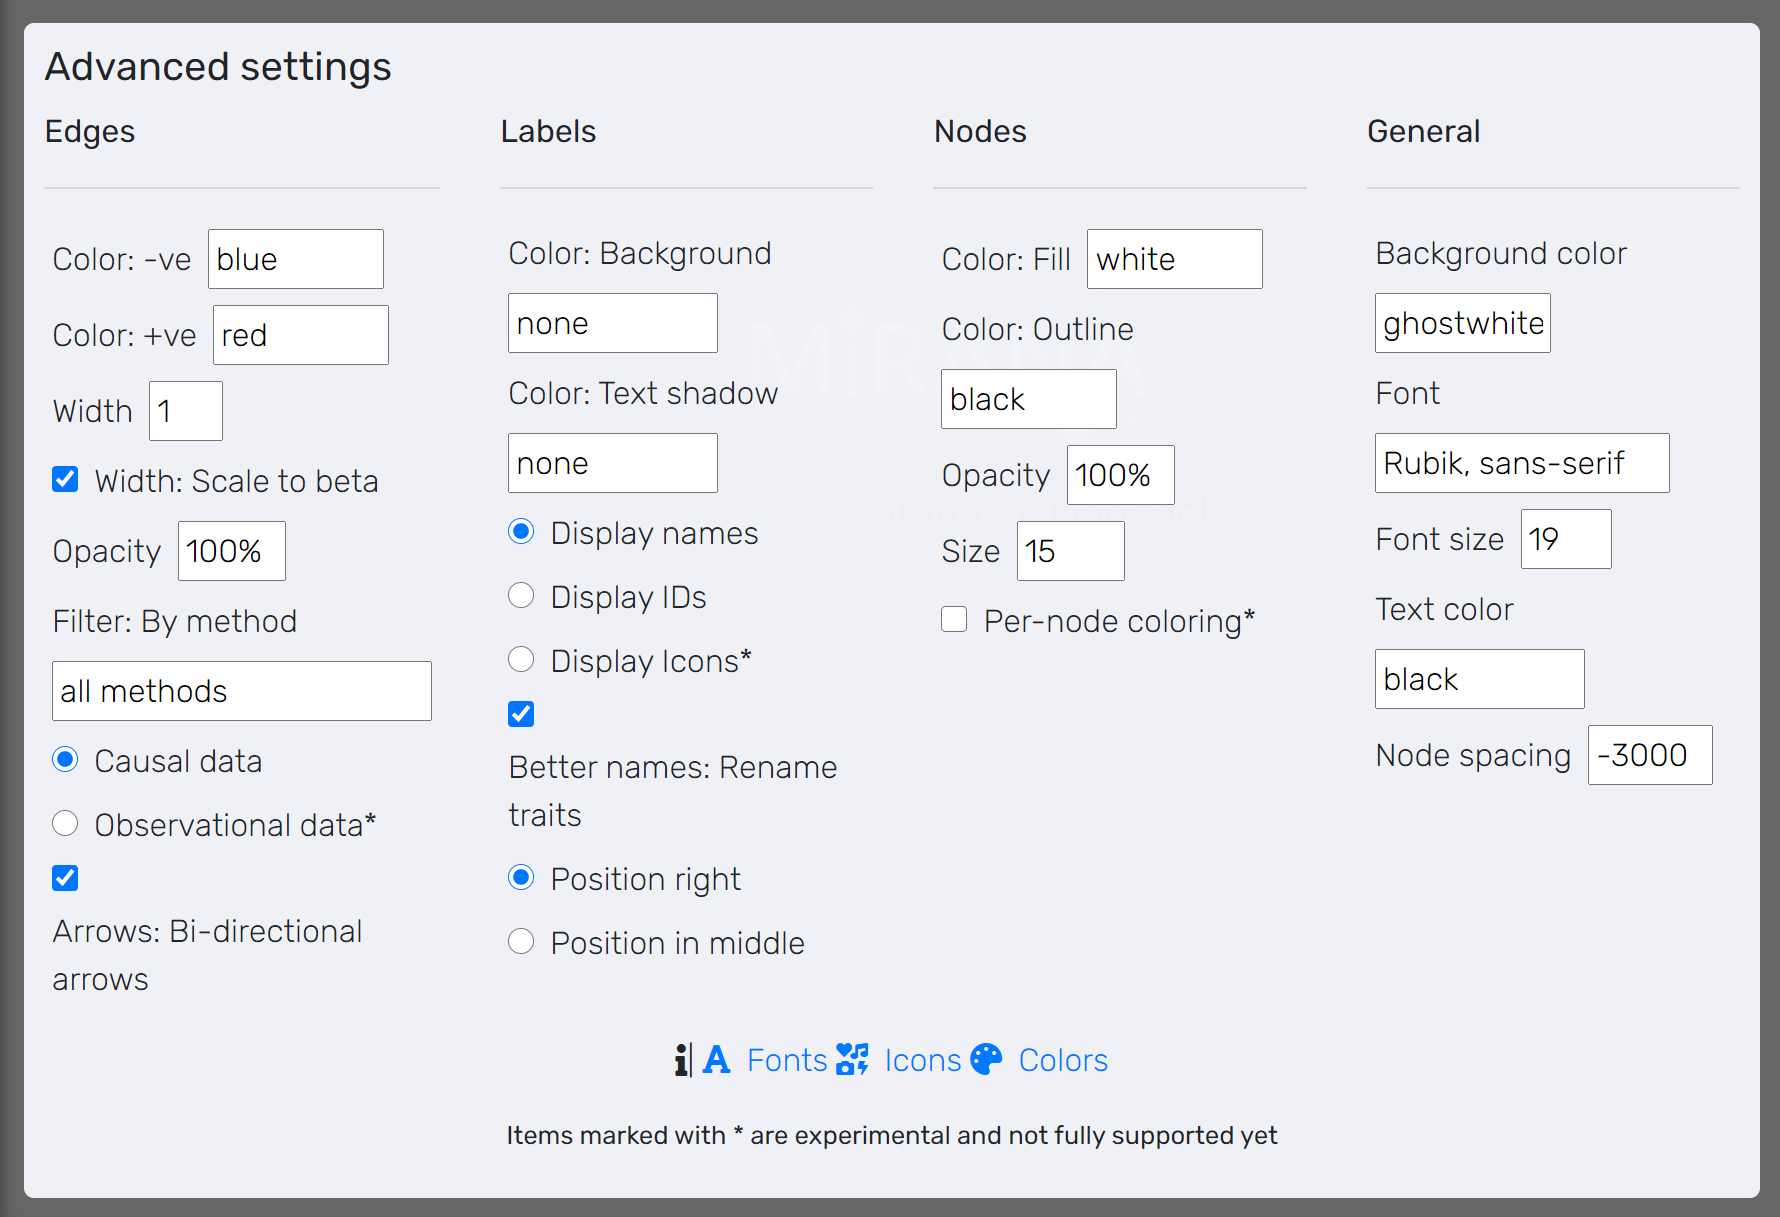 Advanced settings
Edges
Color: -ve blue
Color: +ve red
Width 1
Width: Scale to beta
Opacity 100%
Filter: By method
all methods
Causal data
Observational data*
Arrows: Bi-directional
arrows
Labels
Color: Background
none
Color: Text shadow
none
Display names
Display IDs
Display Icons*
Better names: Rename
traits
Position right
Position in middle
Nodes
Color: Fill white
Color: Outline
black
Opacity 100%
Size 15
Per-node coloring*
General
Background color
ghostwhite
Font
Rubik, sans-serif
Font size 19
Text color
black
Node spacing -3000
MiRANA
Graph making tool
Fonts Icons Colors
Items marked with * are experimental and not fully supported yet